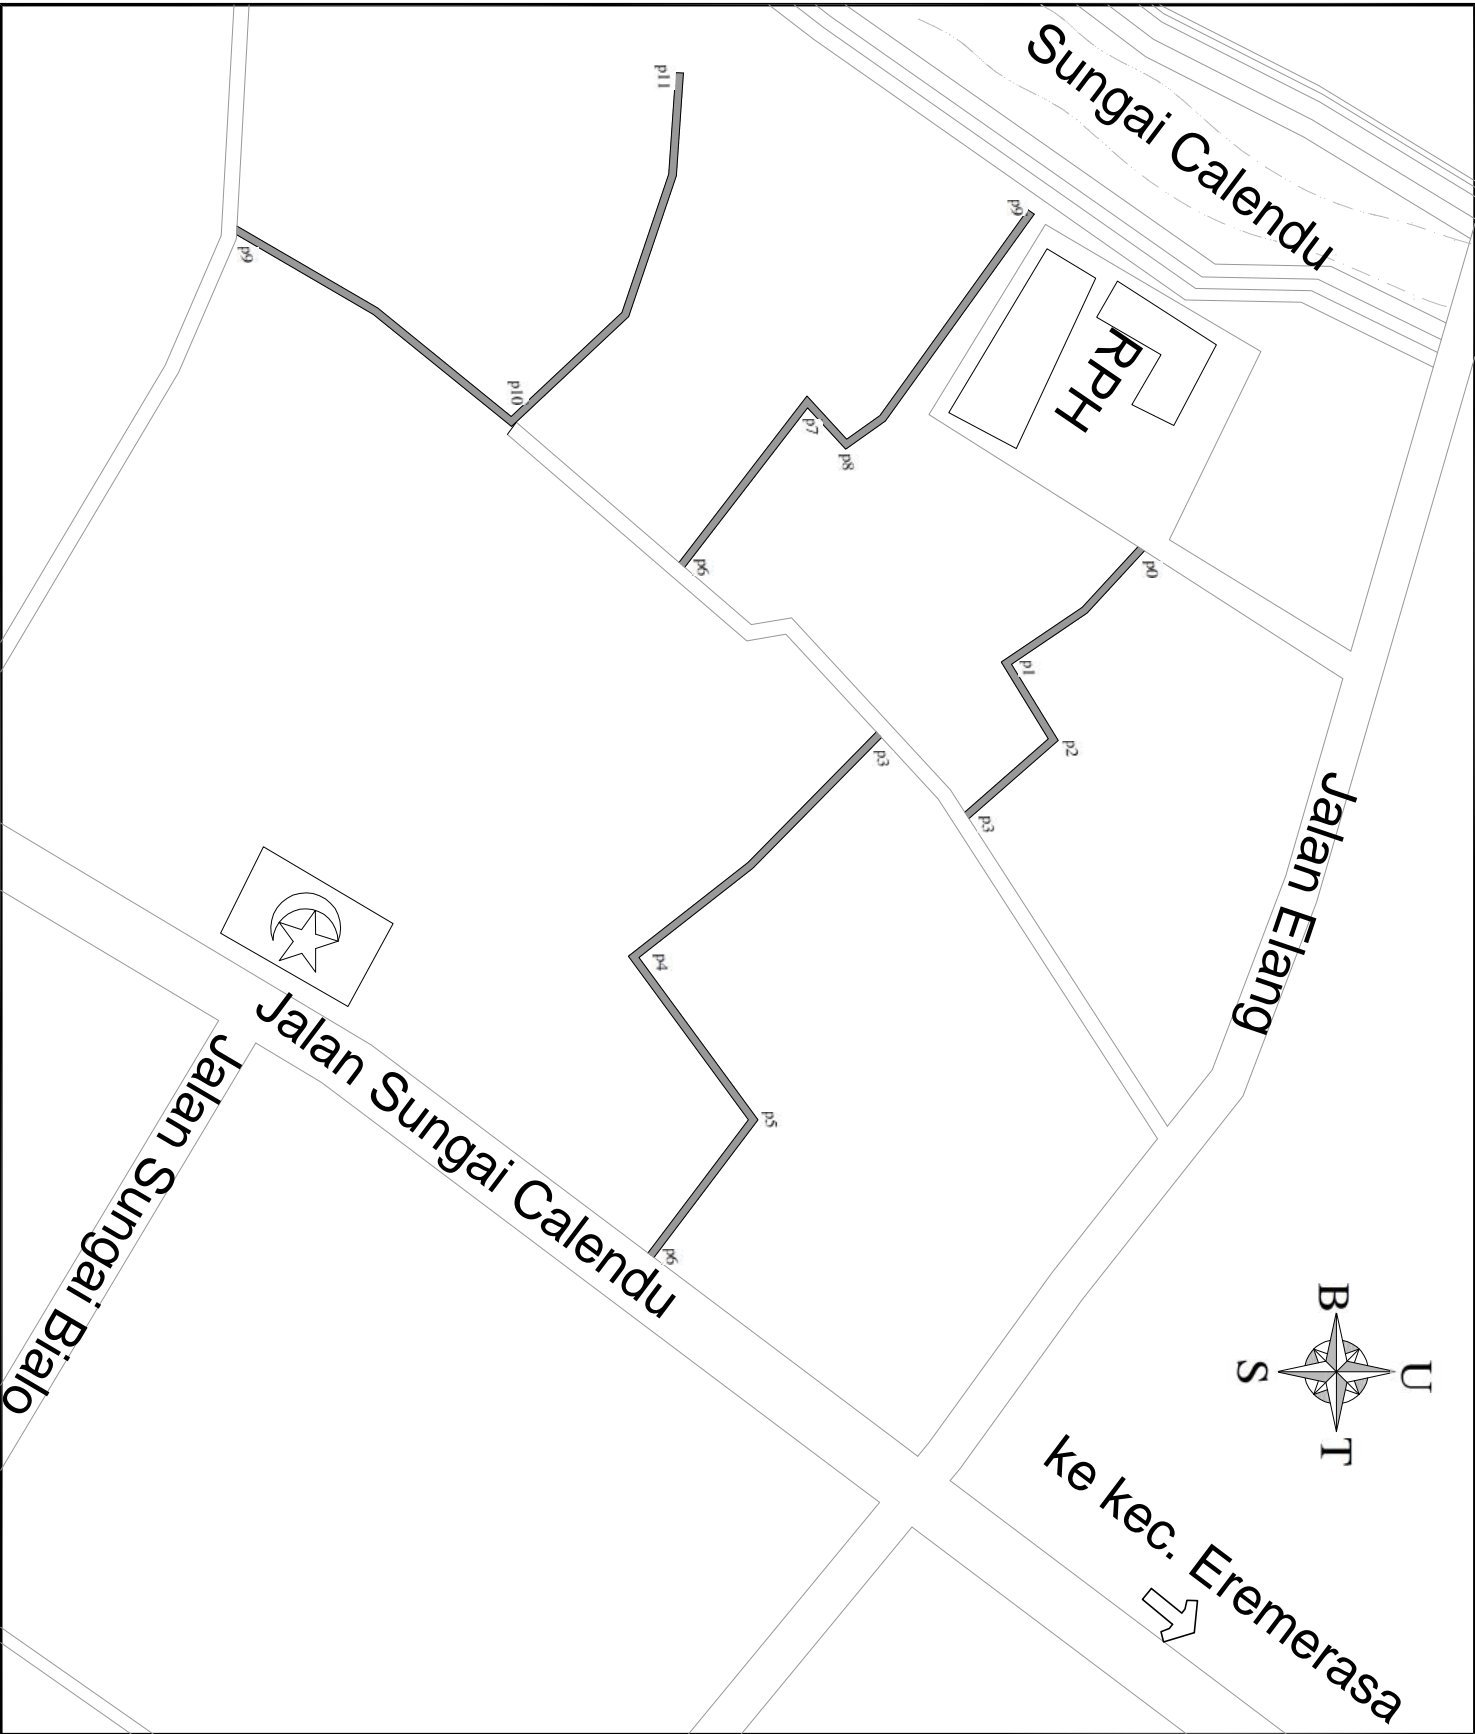 Sungai Calendu
RPH
Jalan Elang
Jalan Sungai Calendu
Jalan Sungai Bialo
ke kec. Eremerasa
B
U
S
T
p11
p9
p9
p10
p7
p8
p6
p0
p1
p2
p3
p3
p4
p5
p6